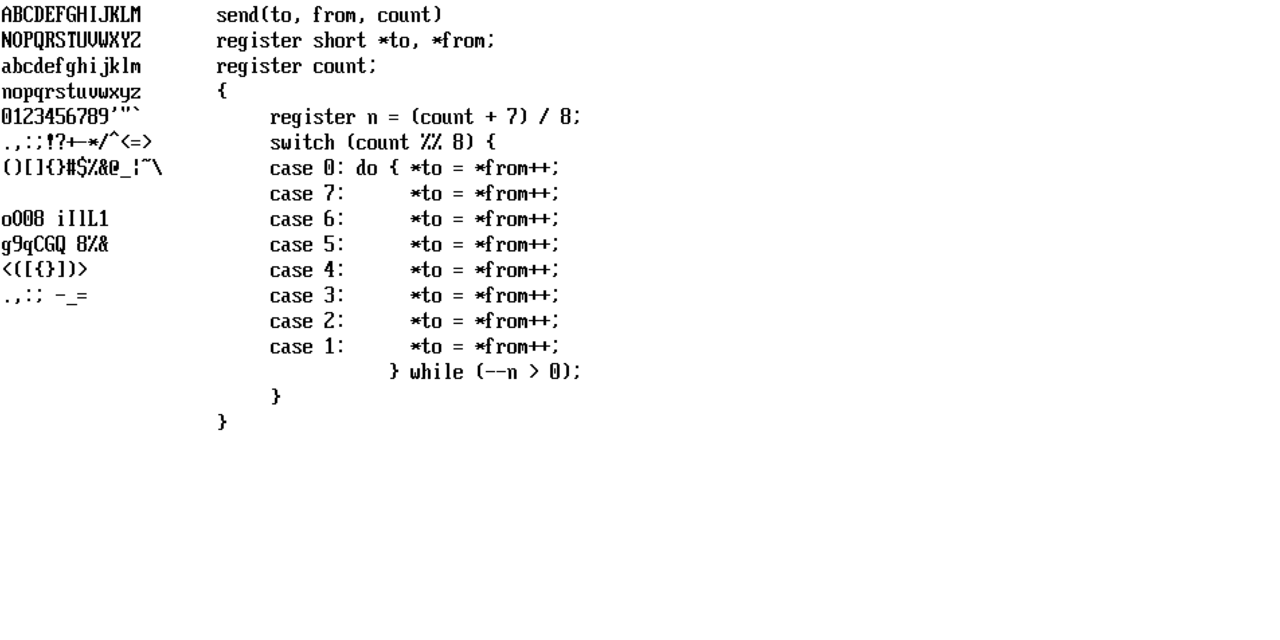 ABCDEFGHIJKLM
NOPQRSTUVWXYZ
abcdefghijklm
nopqrstuvwxyz
0123456789'"`
.,:;!?+-*/^<=>
()[]{}#$%&@_¦~\
oO08 iIlL1
g9qCGQ 8%&
<([{}])>
.,:; -_=
send(to, from, count)
register short *to, *from;
register count;
{
     register n = (count + 7) / 8;
     switch (count %% 8) {
     case 0: do { *to = *from++;
     case 7:      *to = *from++;
     case 6:      *to = *from++;
     case 5:      *to = *from++;
     case 4:      *to = *from++;
     case 3:      *to = *from++;
     case 2:      *to = *from++;
     case 1:      *to = *from++;
                } while (--n > 0);
     }
}